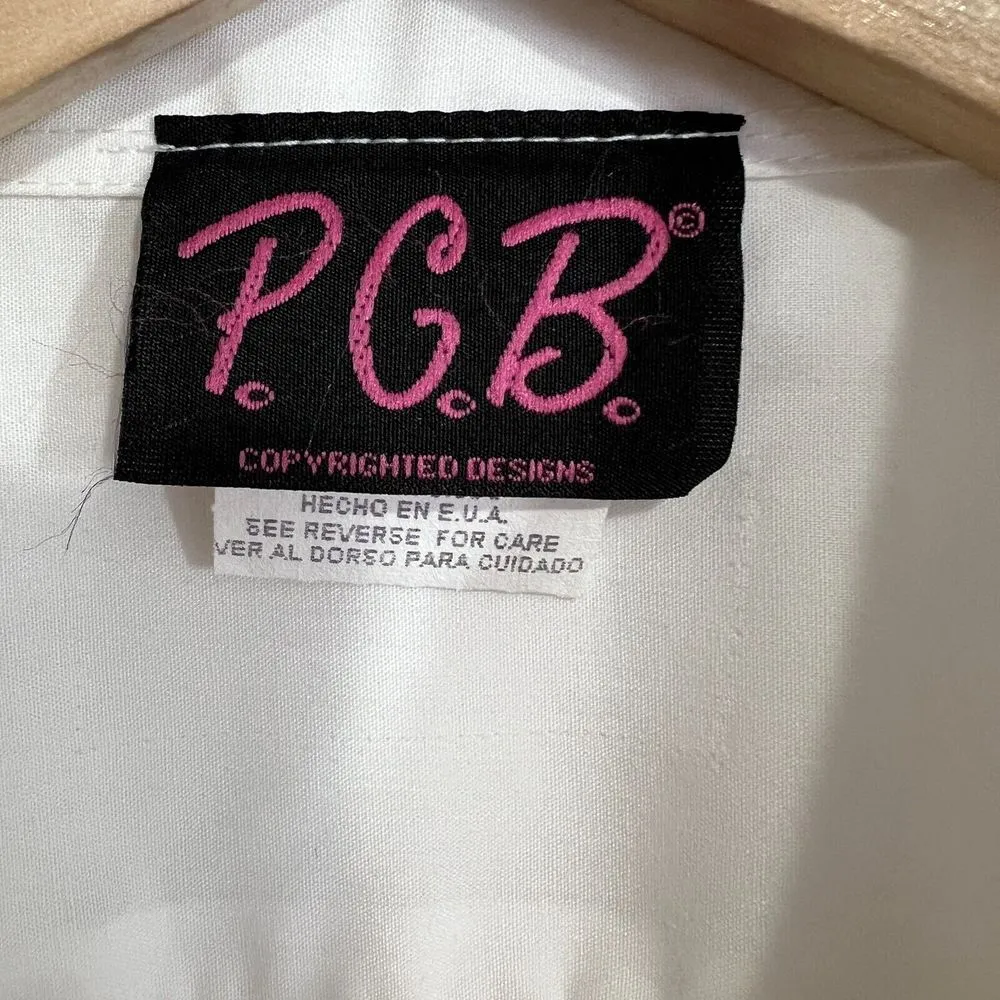 P.G.B.©
COPYRIGHTED DESIGNS
HECHO EN E.U.A.
SEE REVERSE FOR CARE
VER AL DORSO PARA CUIDADO